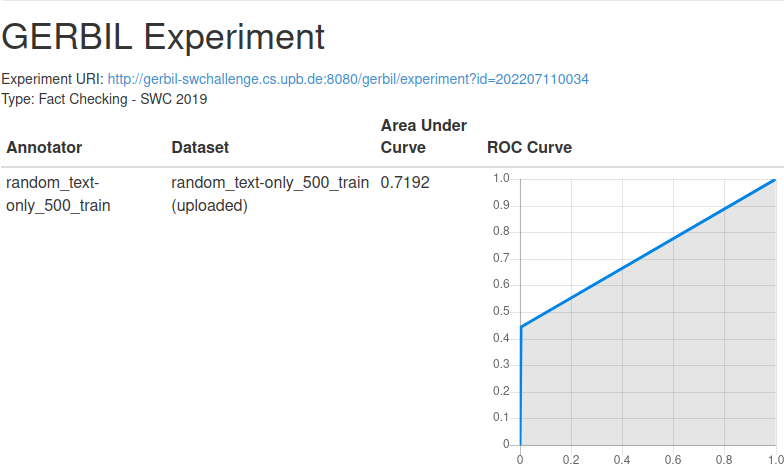 GERBIL Experiment
Experiment URI: http://gerbil-swchallenge.cs.upb.de:8080/gerbil/experiment?id=202207110034
Type: Fact Checking - SWC 2019
Annotator Dataset Area Under Curve ROC Curve
random_text-only_500_train random_text-only_500_train (uploaded) 0.7192
1.0
0.9
0.8
0.7
0.6
0.5
0.4
0.3
0.2
0.1
0
0 0.2 0.4 0.6 0.8 1.0